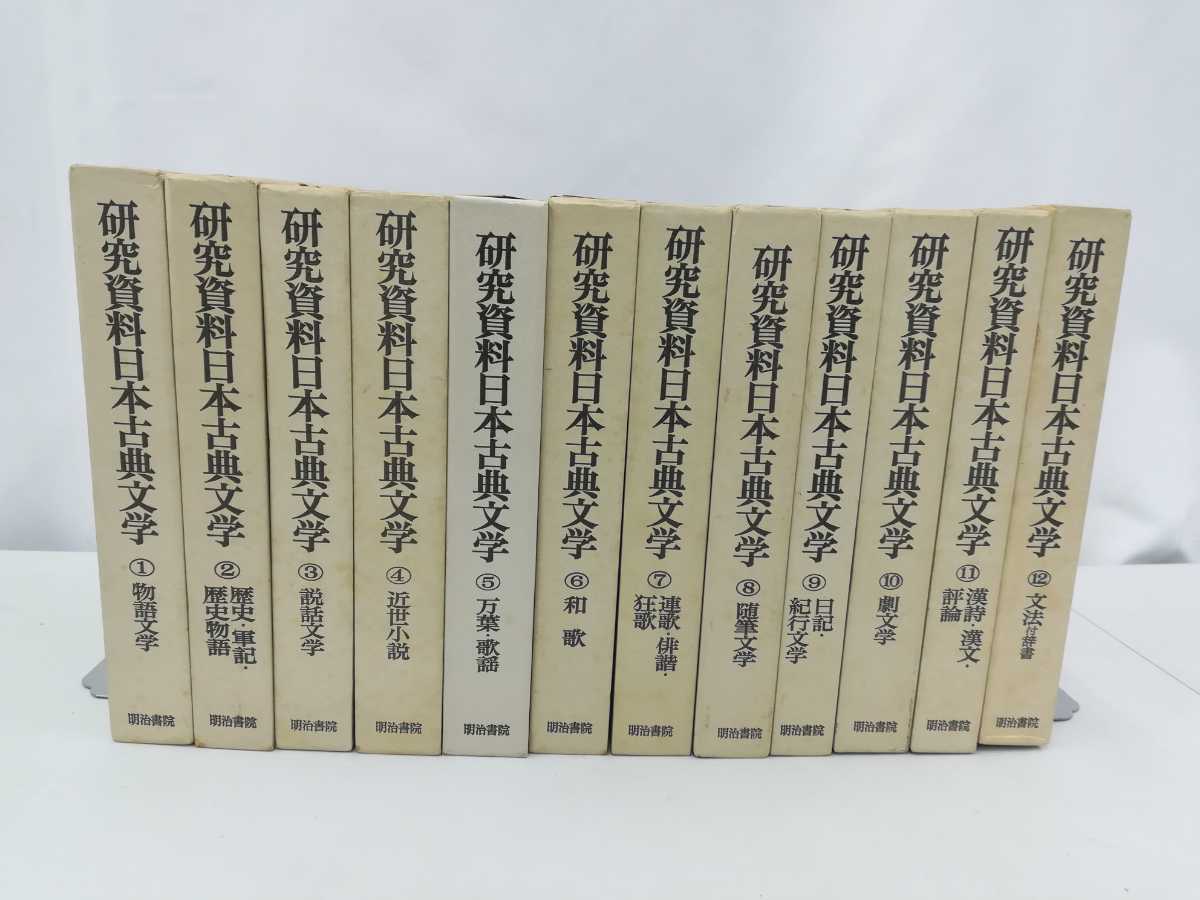 研究資料日本古典文学
①物語文学
明治書院
研究資料日本古典文学
②歴史・軍記・
歴史物語
明治書院
研究資料日本古典文学
③説話文学
明治書院
研究資料日本古典文学
④近世小説
明治書院
研究資料日本古典文学
⑤万葉・歌謡
明治書院
研究資料日本古典文学
⑥和歌
明治書院
研究資料日本古典文学
⑦連歌・俳諧・
狂歌
明治書院
研究資料日本古典文学
⑧随筆文学
明治書院
研究資料日本古典文学
⑨日記・
紀行文学
明治書院
研究資料日本古典文学
⑩劇文学
明治書院
研究資料日本古典文学
⑪漢詩・漢文・
評論
明治書院
研究資料日本古典文学
⑫文法付辞書
明治書院